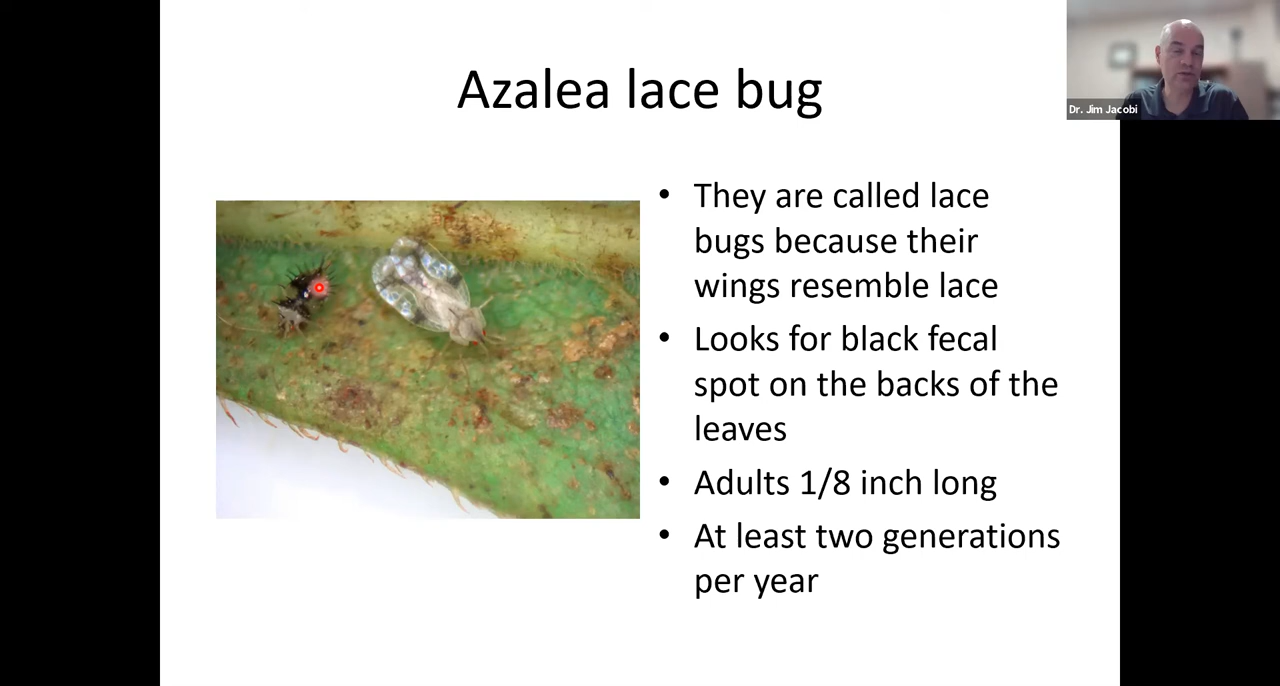 Azalea lace bug
Dr. Jim Jacobi
• They are called lace
bugs because their
wings resemble lace
• Looks for black fecal
spot on the backs of the
leaves
• Adults 1/8 inch long
• At least two generations
per year